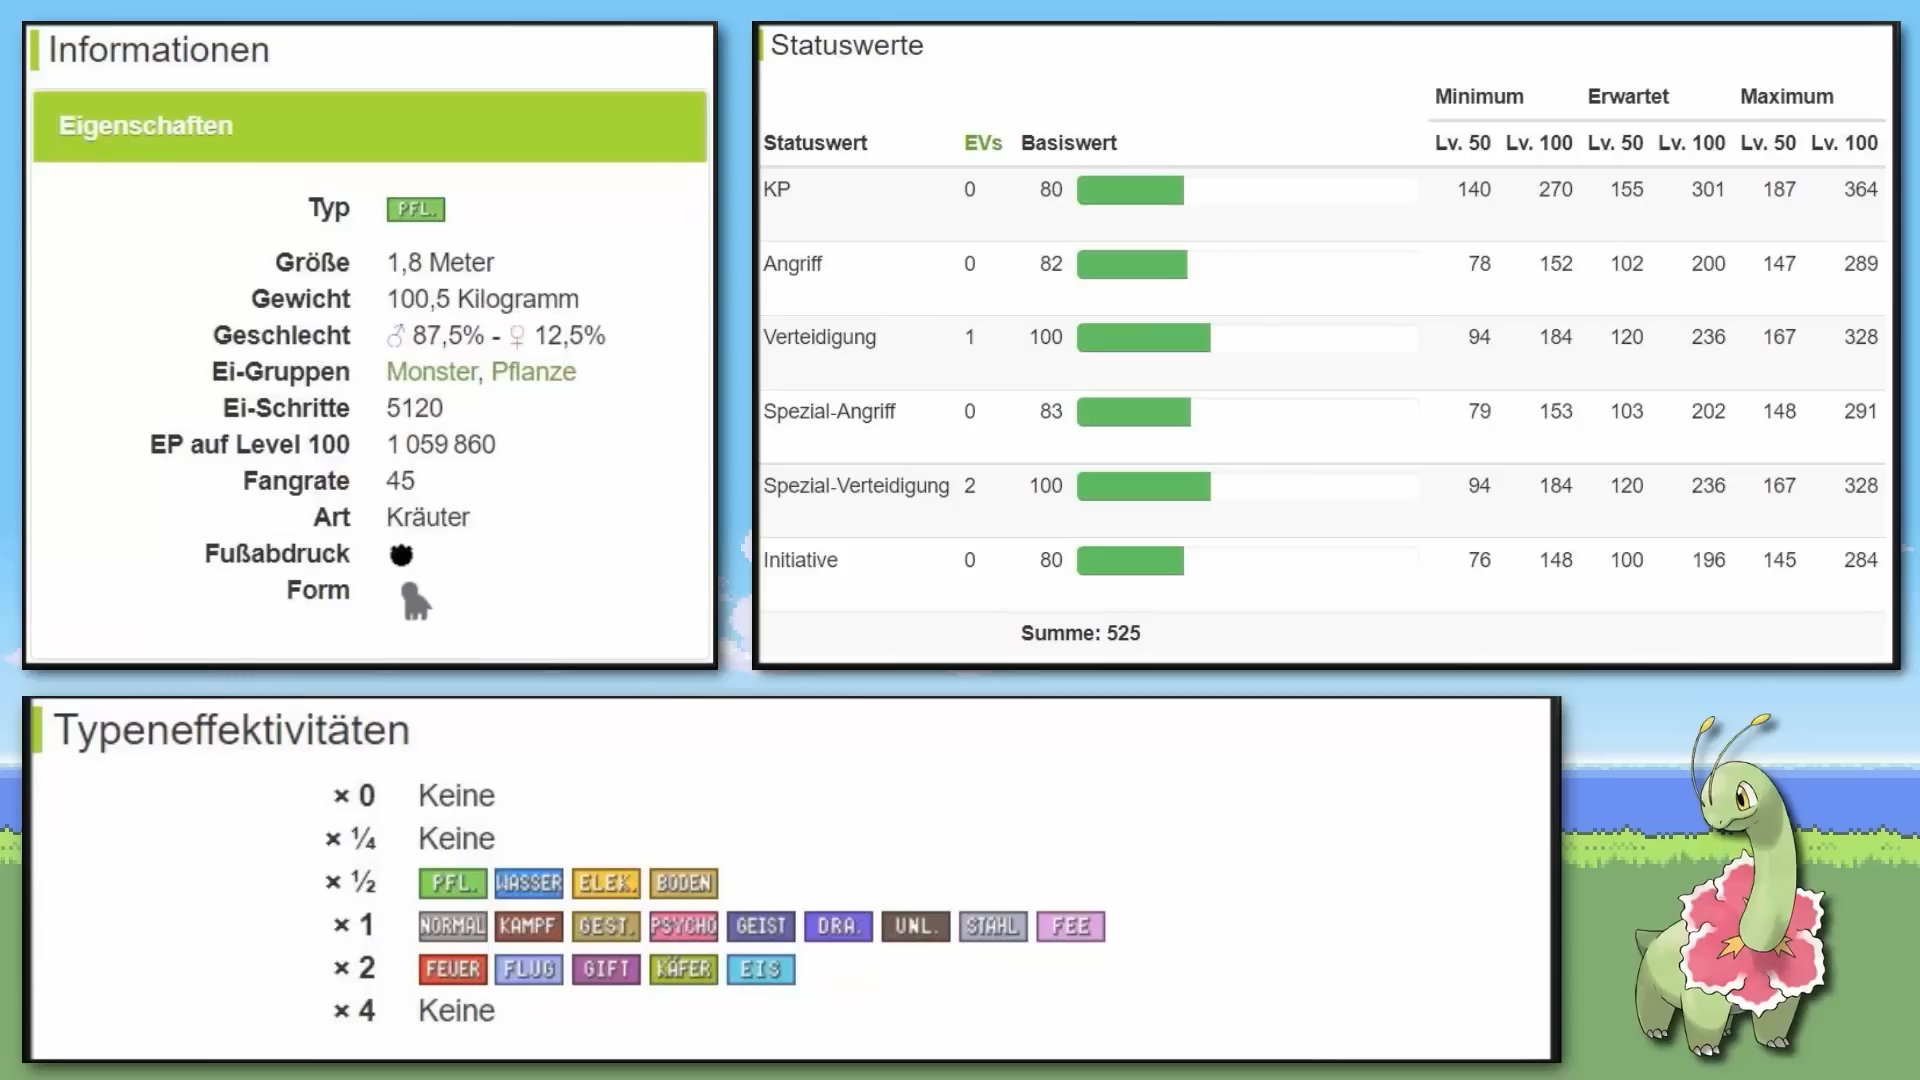 Informationen
Eigenschaften
Typ PFL.
Größe 1,8 Meter
Gewicht 100,5 Kilogramm
Geschlecht ♂ 87,5% - ♀ 12,5%
Ei-Gruppen Monster, Pflanze
Ei-Schritte 5120
EP auf Level 100 1 059 860
Fangrate 45
Art Kräuter
Fußabdruck
Form
Statuswerte
Minimum Erwartet Maximum
Statuswert EVs Basiswert Lv. 50 Lv. 100 Lv. 50 Lv. 100 Lv. 50 Lv. 100
KP 0 80 140 270 155 301 187 364
Angriff 0 82 78 152 102 200 147 289
Verteidigung 1 100 94 184 120 236 167 328
Spezial-Angriff 0 83 79 153 103 202 148 291
Spezial-Verteidigung 2 100 94 184 120 236 167 328
Initiative 0 80 76 148 100 196 145 284
Summe: 525
Typeneffektivitäten
× 0 Keine
× ¼ Keine
× ½ PFL. WASSER ELEK. BODEN
× 1 NORMAL KAMPF GEST. PSYCHO GEIST DRA. UNL. STAHL FEE
× 2 FEUER FLUG GIFT KÄFER EIS
× 4 Keine